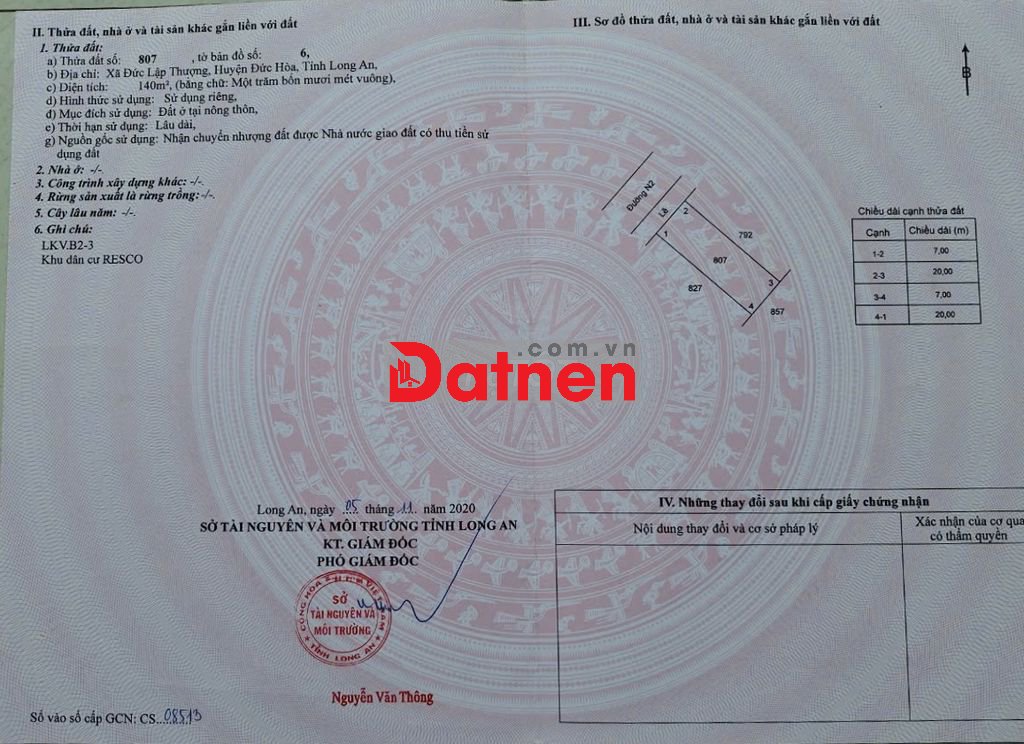 II. Thửa đất, nhà ở và tài sản khác gắn liền với đất
1. Thửa đất:
a) Thửa đất số: 807 , tờ bản đồ số: 6,
b) Địa chỉ: Xã Đức Lập Thượng, Huyện Đức Hòa, Tỉnh Long An,
c) Diện tích: 140m², (bằng chữ: Một trăm bốn mươi mét vuông),
d) Hình thức sử dụng: Sử dụng riêng,
đ) Mục đích sử dụng: Đất ở tại nông thôn,
e) Thời hạn sử dụng: Lâu dài,
g) Nguồn gốc sử dụng: Nhận chuyển nhượng đất được Nhà nước giao đất có thu tiền sử
dụng đất
2. Nhà ở: -/-.
3. Công trình xây dựng khác: -/-.
4. Rừng sản xuất là rừng trồng: -/-.
5. Cây lâu năm: -/-.
6. Ghi chú:
LKV.B2-3
Khu dân cư RESCO
Long An, ngày 05 tháng 11 năm 2020
SỞ TÀI NGUYÊN VÀ MÔI TRƯỜNG TỈNH LONG AN
KT. GIÁM ĐỐC
PHÓ GIÁM ĐỐC
CỘNG HÒA X.H.C.N VIỆT NAM
SỞ
TÀI NGUYÊN VÀ
MÔI TRƯỜNG
TỈNH LONG AN
Nguyễn Văn Thông
Số vào sổ cấp GCN: CS 08513
III. Sơ đồ thửa đất, nhà ở và tài sản khác gắn liền với đất
B
Đường N2
Lề
1
2
792
807
827
3
4
857
Chiều dài cạnh thửa đất
Cạnh Chiều dài (m)
1-2 7,00
2-3 20,00
3-4 7,00
4-1 20,00
.com.vn
Datnen
IV. Những thay đổi sau khi cấp giấy chứng nhận
Nội dung thay đổi và cơ sở pháp lý
Xác nhận của cơ qua
có thẩm quyền